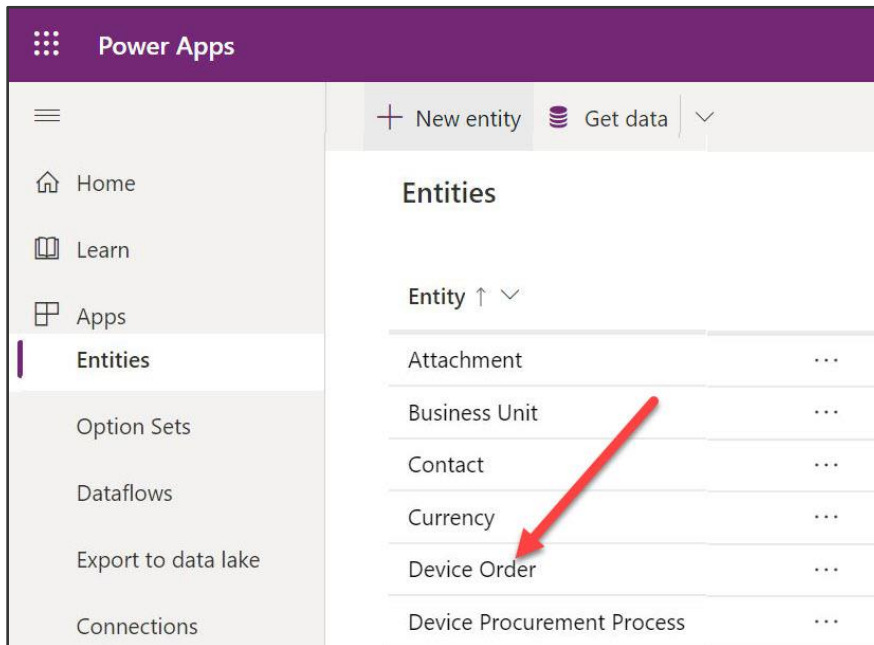 Power Apps
New entity Get data
Home
Learn
Apps
Entities
Option Sets
Dataflows
Export to data lake
Connections
Entities
Entity ↑
Attachment ...
Business Unit ...
Contact ...
Currency ...
Device Order ...
Device Procurement Process ...